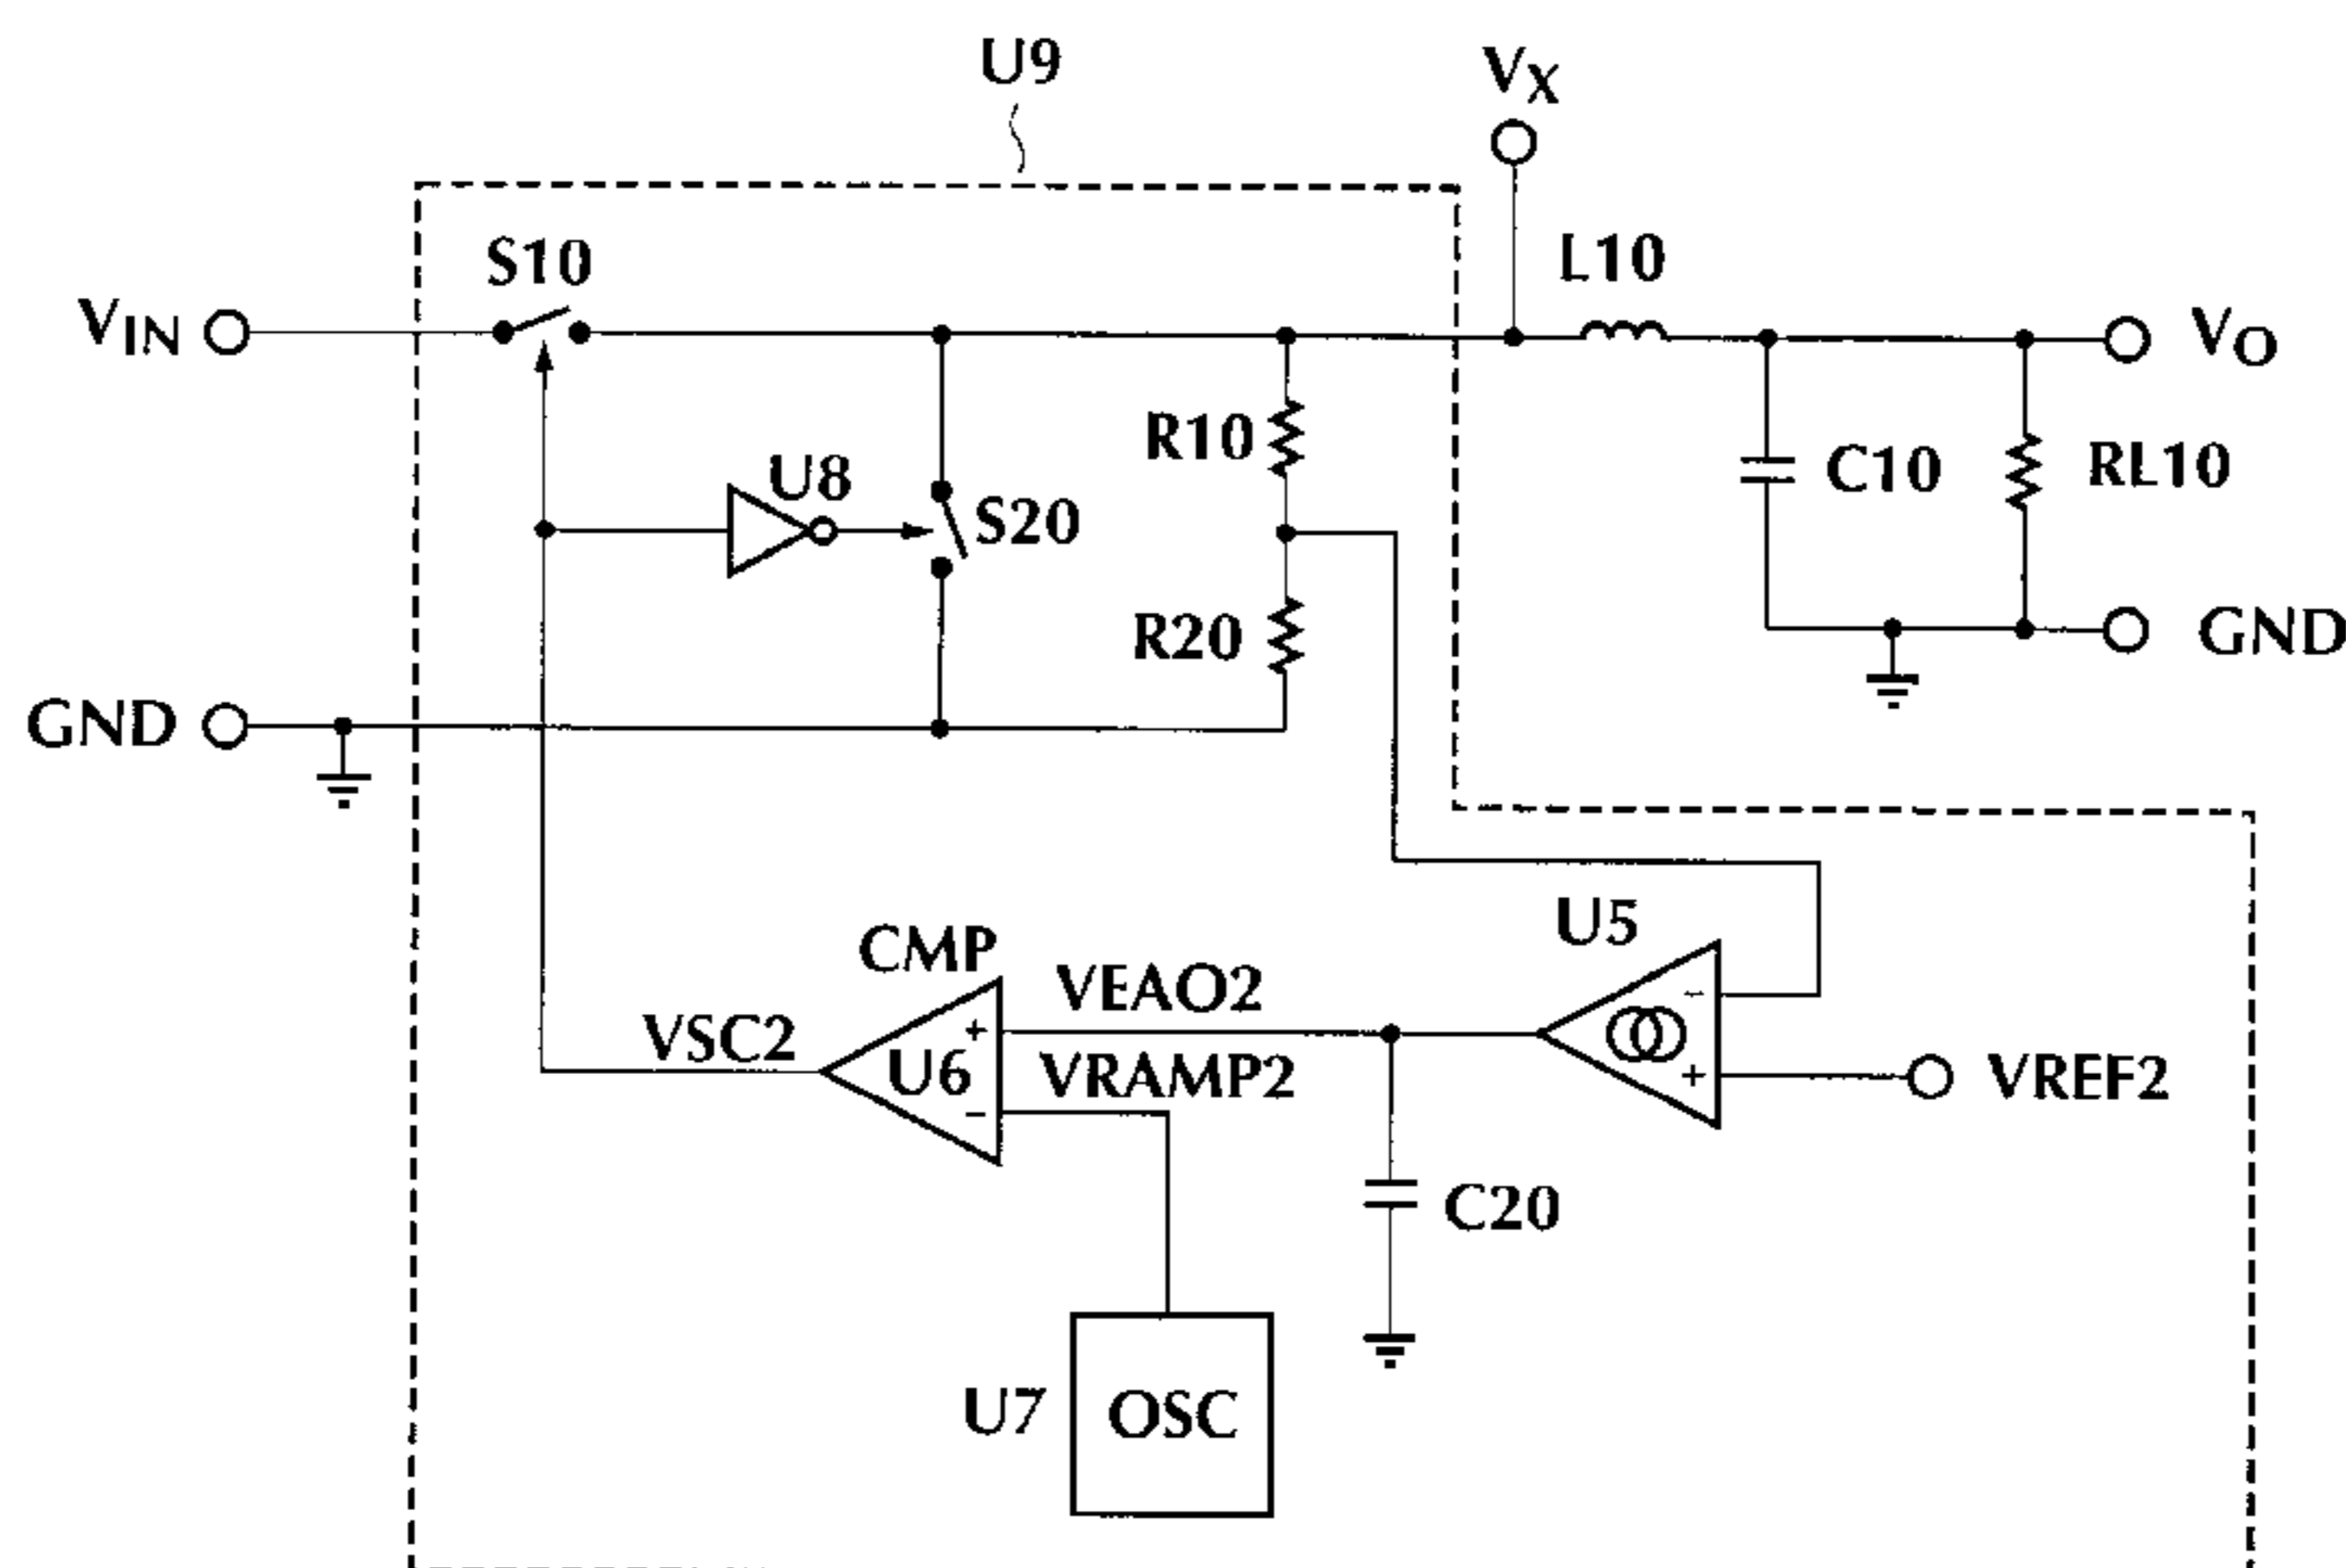 U9
VX
S10
L10
VIN
VO
R10
U8
C10
RL10
S20
R20
GND
GND
U5
CMP
VEAO2
-
VSC2
+
U6
VRAMP2
+
VREF2
-
C20
U7
OSC